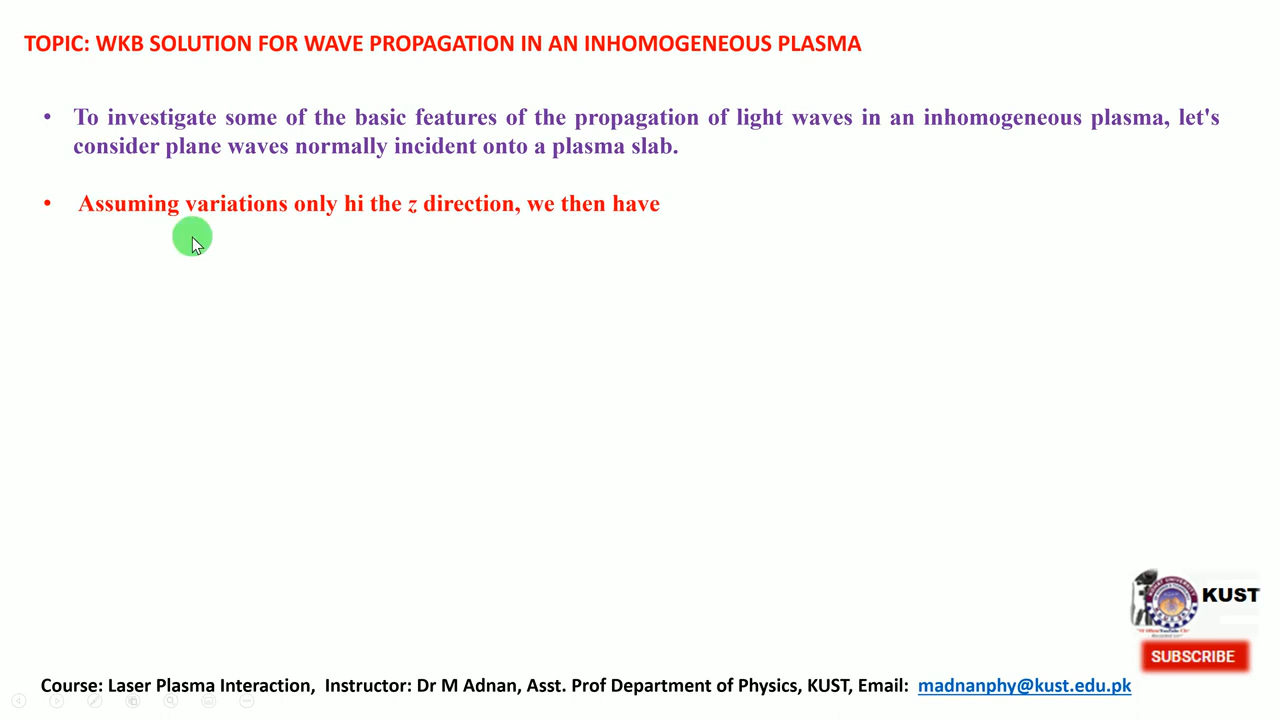 TOPIC: WKB SOLUTION FOR WAVE PROPAGATION IN AN INHOMOGENEOUS PLASMA
• To investigate some of the basic features of the propagation of light waves in an inhomogeneous plasma, let's
consider plane waves normally incident onto a plasma slab.
• Assuming variations only hi the z direction, we then have
KUST
SUBSCRIBE
Course: Laser Plasma Interaction, Instructor: Dr M Adnan, Asst. Prof Department of Physics, KUST, Email: madnanphy@kust.edu.pk